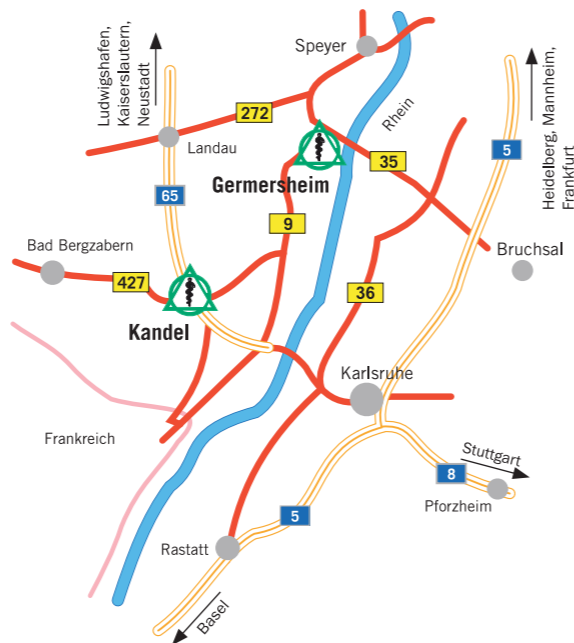 Speyer
Ludwigshafen,
Kaiserslautern,
Neustadt
Rhein
272
Landau
5
Heidelberg, Mannheim,
Frankfurt
35
Germersheim
65
9
Bad Bergzabern
Bruchsal
427
36
Kandel
Karlsruhe
Frankreich
Stuttgart
8
Pforzheim
5
Rastatt
Basel